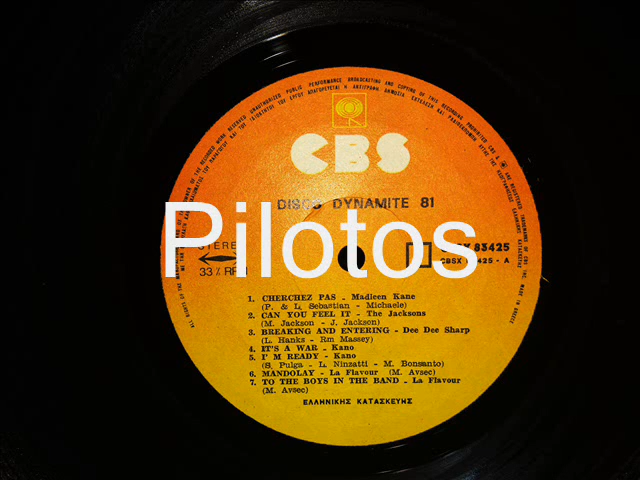 CBS
DISCO DYNAMITE 81
Pilotos
STEREO
33⅓ RPM
83425
CBSX 83425 - A
1. CHERCHEZ PAS - Madleen Kane
(P. & L. Sebastian - Michaele)
2. CAN YOU FEEL IT - The Jacksons
(M. Jackson - J. Jackson)
3. BREAKING AND ENTERING - Dee Dee Sharp
(L. Hanks - Rm Massey)
4. IT'S A WAR - Kano
5. I' M READY - Kano
(S. Pulga - L. Ninzatti - M. Bonsanto)
6. MANDOLAY - La Flavour (M. Avsec)
7. TO THE BOYS IN THE BAND - La Flavour
(M. Avsec)
ΕΛΛΗΝΙΚΗΣ ΚΑΤΑΣΚΕΥΗΣ